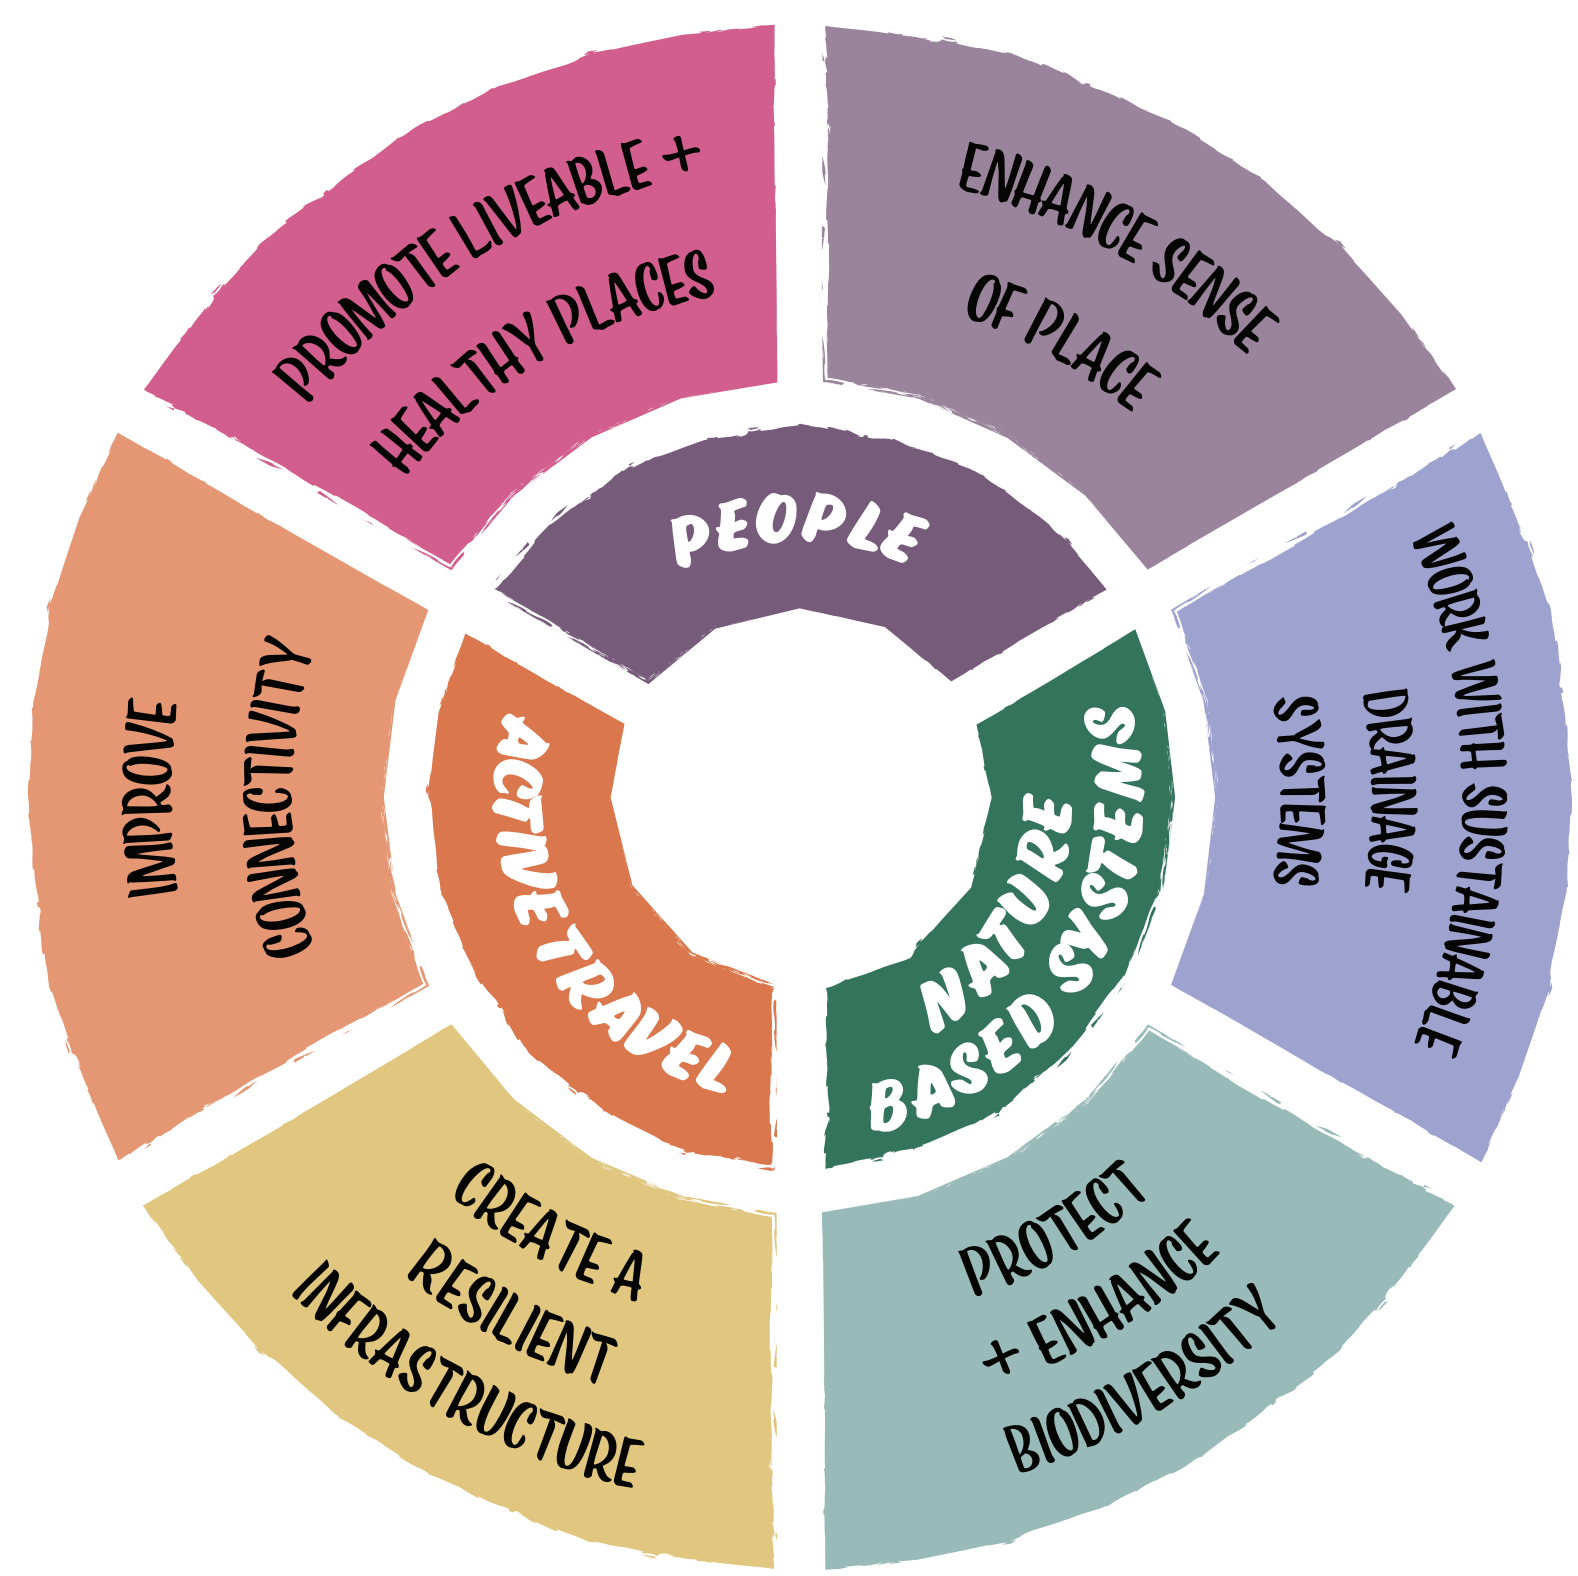 PROMOTE LIVEABLE +
HEALTHY PLACES
ENHANCE SENSE
OF PLACE
WORK WITH SUSTAINABLE
DRAINAGE
SYSTEMS
PROTECT
+ ENHANCE
BIODIVERSITY
CREATE A
RESILIENT
INFRASTRUCTURE
IMPROVE
CONNECTIVITY
PEOPLE
NATURE
BASED SYSTEMS
ACTIVE TRAVEL